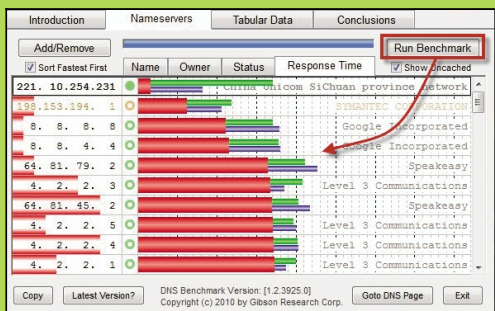 Introduction Nameservers Tabular Data Conclusions
Add/Remove Run Benchmark
Sort Fastest First Name Owner Status Response Time Show Uncached
221. 10.254.231 China Unicom SiChuan province network
198.153.194. 1 SYMANTEC CORPORATION
8. 8. 8. 8 Google Incorporated
8. 8. 4. 4 Google Incorporated
64. 81. 79. 2 Speakeasy
4. 2. 2. 3 Level 3 Communications
64. 81. 45. 2 Speakeasy
4. 2. 2. 5 Level 3 Communications
4. 2. 2. 4 Level 3 Communications
4. 2. 2. 1 Level 3 Communications
Copy Latest Version? DNS Benchmark Version: [1.2.3925.0] Goto DNS Page Exit
Copyright (c) 2010 by Gibson Research Corp.